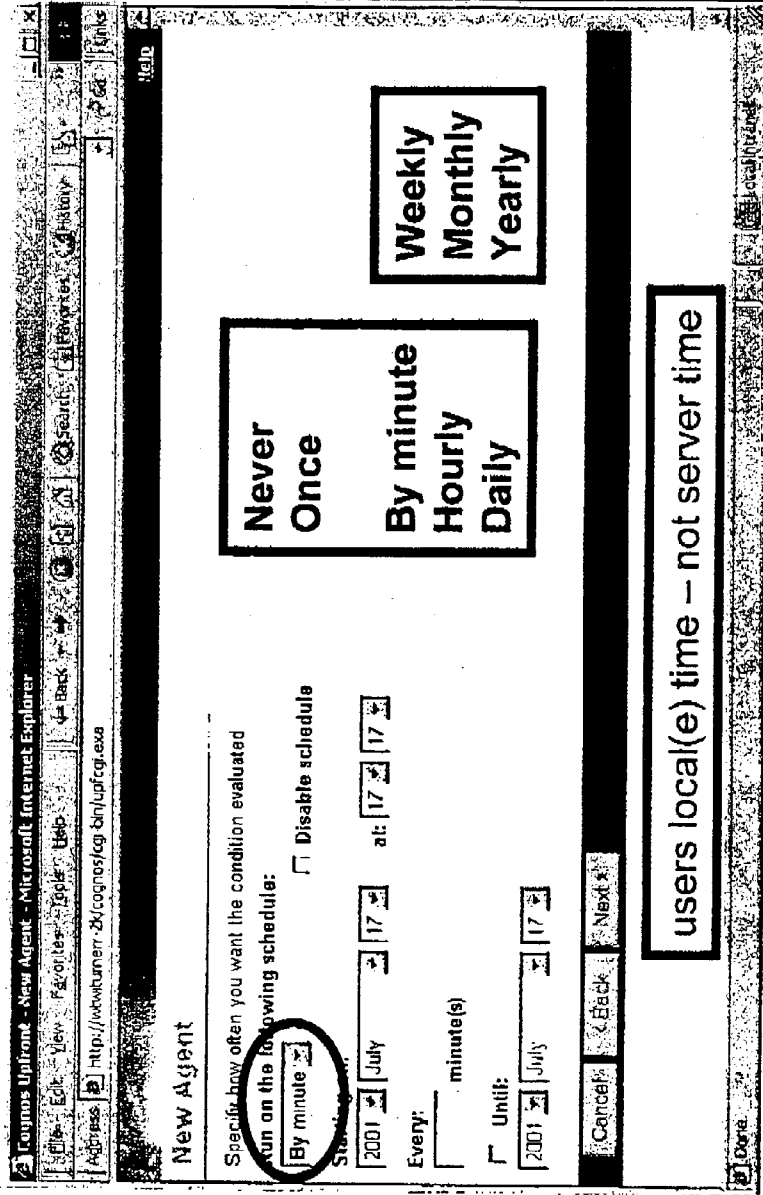 Cognos Upfront - New Agent - Microsoft Internet Explorer
File Edit View Favorites Tools Help
Back Search Favorites History
Address http://wtwiturnerr-2k/cognos/cgi-bin/upfcgi.exe Go Links
Help
New Agent
Specify how often you want the condition evaluated
Run on the following schedule:
By minute Disable schedule
2001 July 17 at: 17 17
Every:
minute(s)
Until:
2001 July 17
Never
Once
By minute
Hourly
Daily
Weekly
Monthly
Yearly
Cancel < Back Next >
users local(e) time – not server time
Done Local intranet